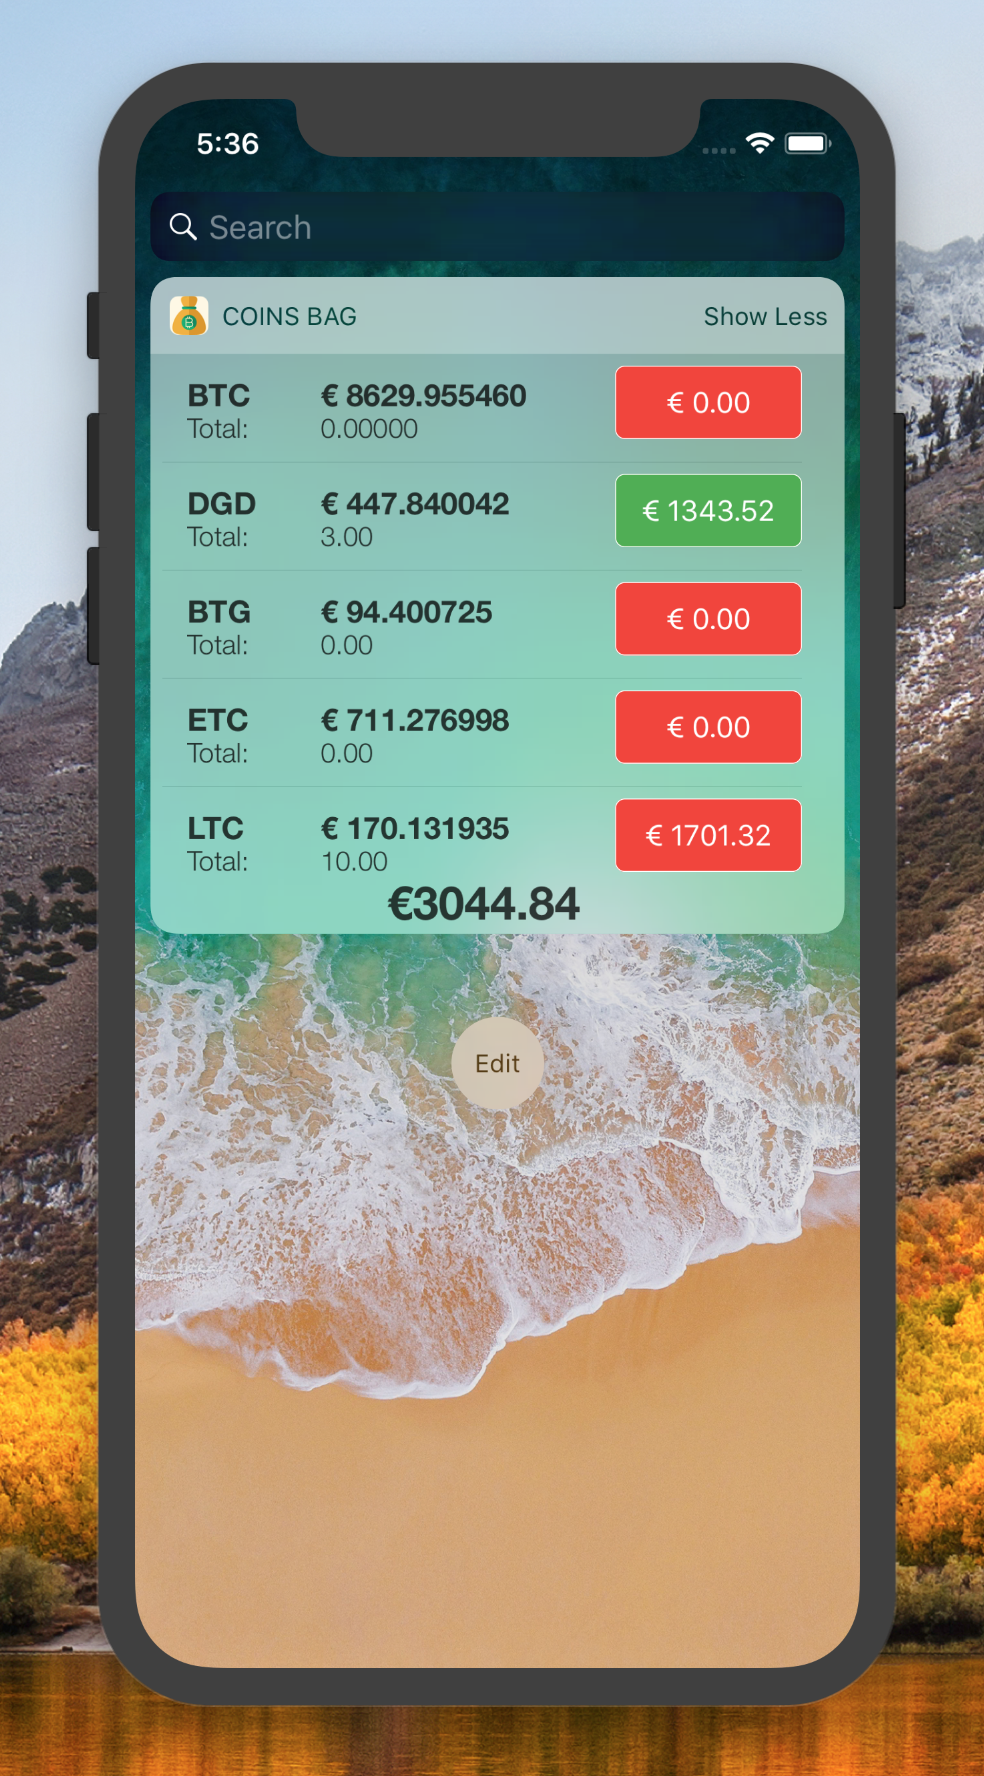 5:36
Search
COINS BAG Show Less
BTC € 8629.955460 € 0.00
Total: 0.00000
DGD € 447.840042 € 1343.52
Total: 3.00
BTG € 94.400725 € 0.00
Total: 0.00
ETC € 711.276998 € 0.00
Total: 0.00
LTC € 170.131935 € 1701.32
Total: 10.00
€3044.84
Edit